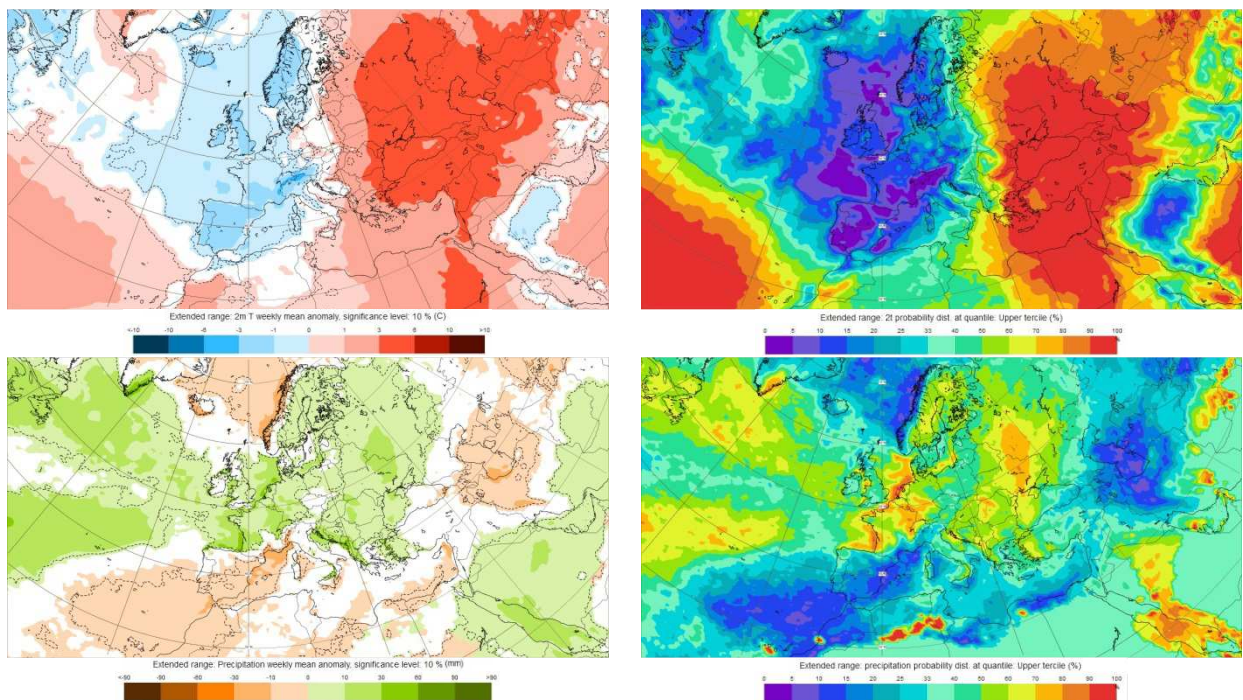 Extended range: 2m T weekly mean anomaly, significance level: 10 % (C)
<-10 -10 -6 -3 -1 0 1 3 6 10 >10
Extended range: 2t probability dist. at quantile: Upper tercile (%)
0 5 10 15 20 25 30 40 50 60 70 80 90 100
Extended range: Precipitation weekly mean anomaly, significance level: 10 % (mm)
<-90 -90 -60 -30 -10 0 10 30 60 90 >90
Extended range: precipitation probability dist. at quantile: Upper tercile (%)
0 5 10 15 20 25 30 40 50 60 70 80 90 100